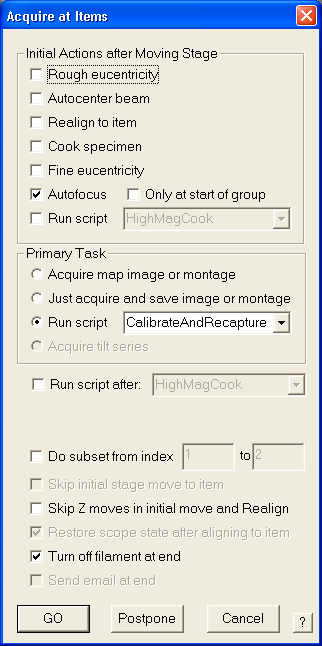 Acquire at Items
Initial Actions after Moving Stage
Rough eucentricity
Autocenter beam
Realign to item
Cook specimen
Fine eucentricity
Autofocus Only at start of group
Run script HighMagCook
Primary Task
Acquire map image or montage
Just acquire and save image or montage
Run script CalibrateAndRecapture
Acquire tilt series
Run script after: HighMagCook
Do subset from index 1 to 2
Skip initial stage move to item
Skip Z moves in initial move and Realign
Restore scope state after aligning to item
Turn off filament at end
Send email at end
GO Postpone Cancel ?